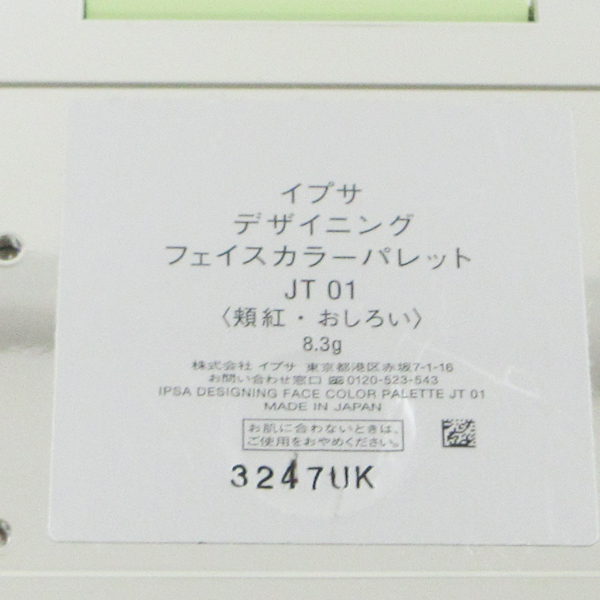 イプサ
デザイニング
フェイスカラーパレット
JT 01
〈頬紅・おしろい〉
8.3g
株式会社 イプサ 東京都港区赤坂7-1-16
お問い合わせ窓口 0120-523-543
IPSA DESIGNING FACE COLOR PALETTE JT 01
MADE IN JAPAN
お肌に合わないときは、
ご使用をおやめください。
3247UK